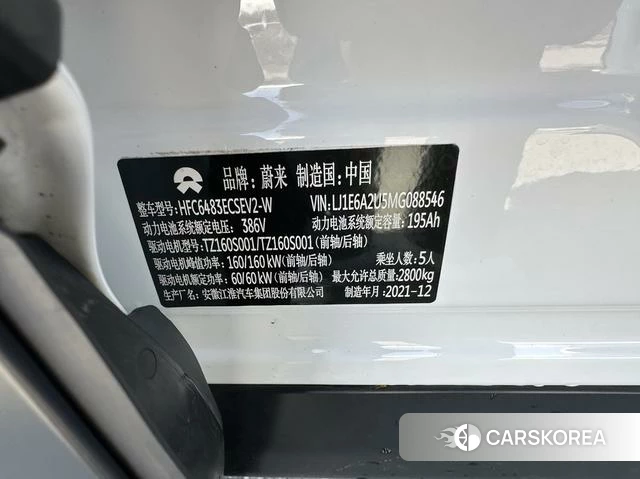 品牌：蔚来 制造国：中国
整车型号：HFC6483ECSEV2-W VIN: LJ1E6A2U5MG088546
动力电池系统额定电压：386V 动力电池系统额定容量：195Ah
驱动电机型号：TZ160S001/TZ160S001（前轴/后轴）
驱动电机峰值功率：160/160kW（前轴/后轴） 乘坐人数：5人
驱动电机额定功率：60/60kW（前轴/后轴） 最大允许总质量：2800kg
生产厂名：安徽江淮汽车集团股份有限公司 制造年月：2021-12
CARSKOREA